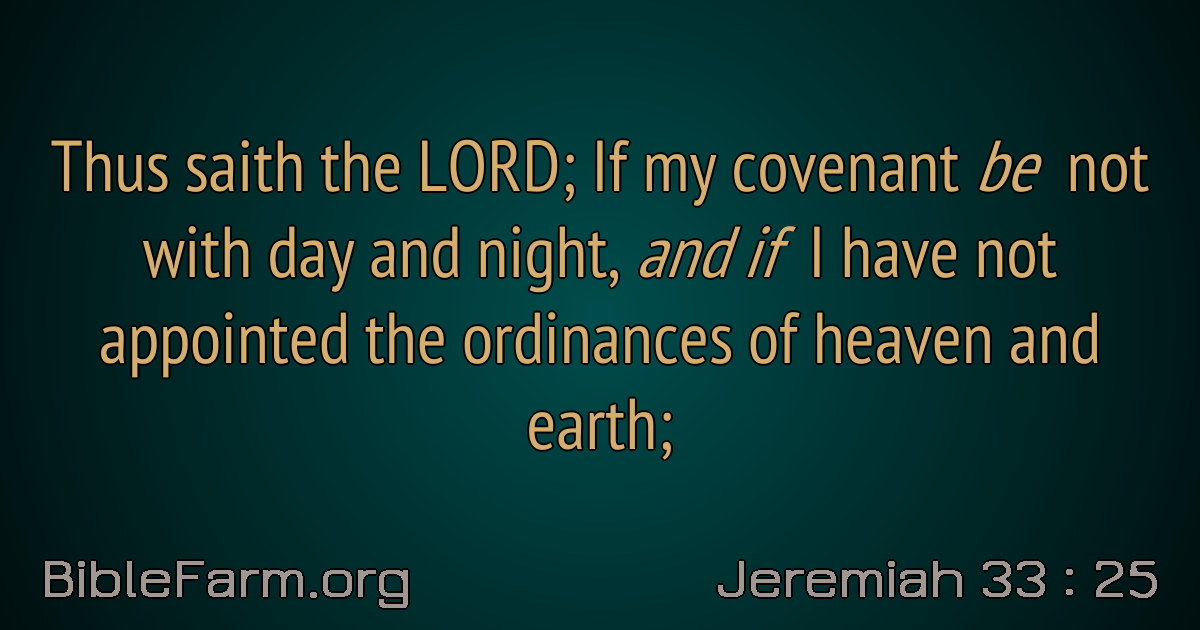 Thus saith the LORD; If my covenant be not
with day and night, and if I have not
appointed the ordinances of heaven and
earth;
BibleFarm.org
Jeremiah 33 : 25